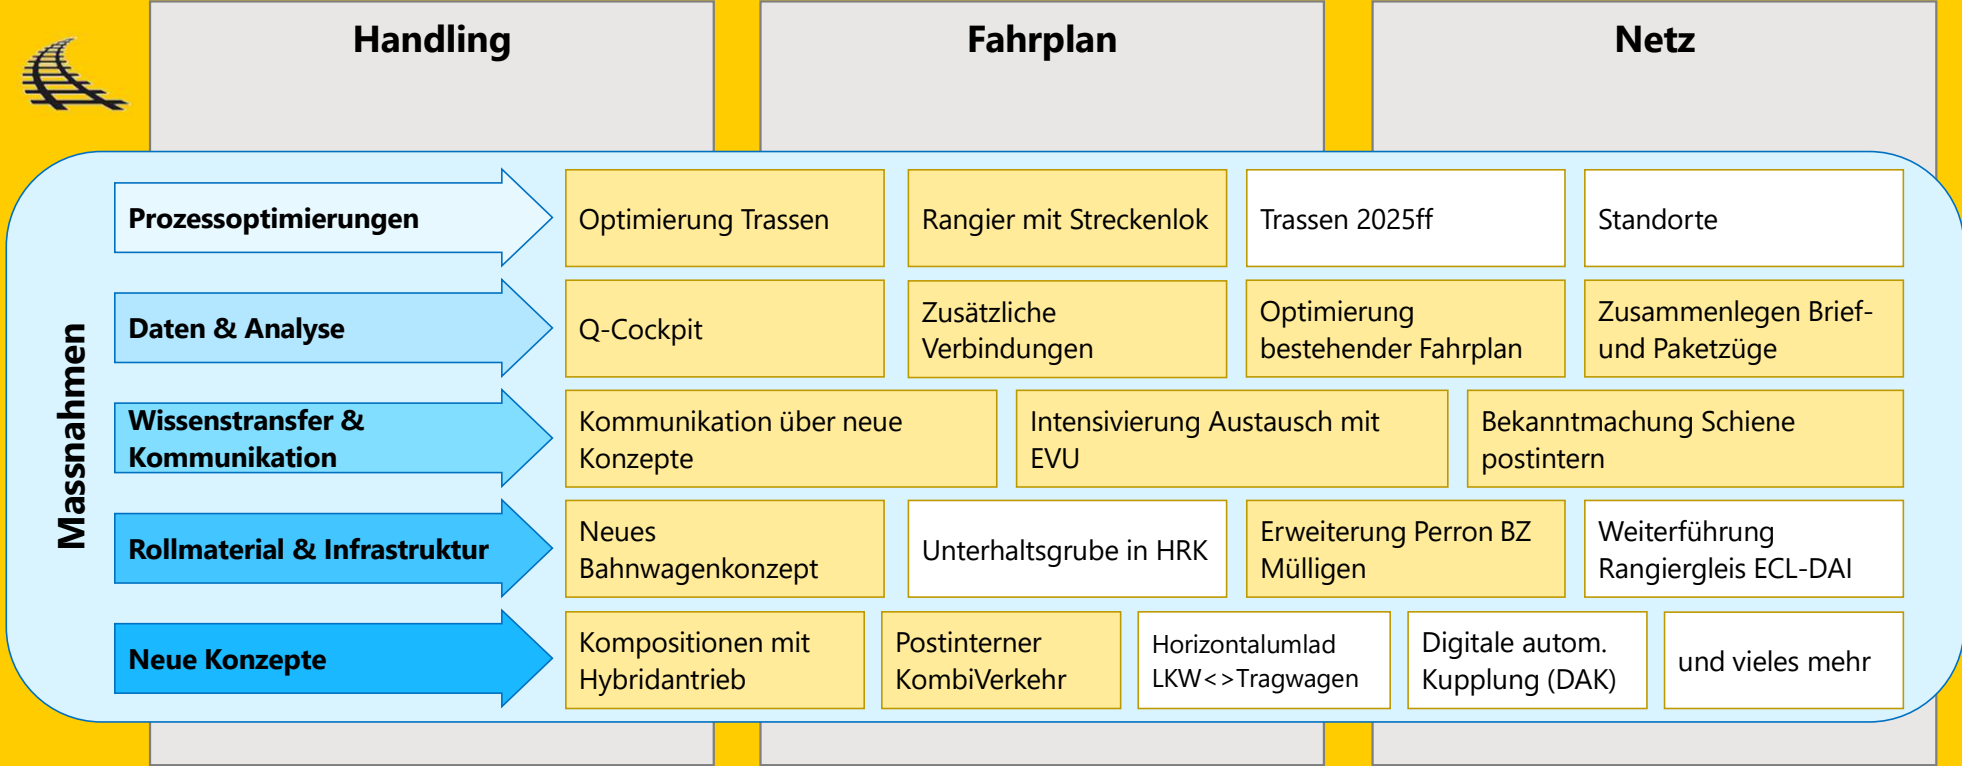 Handling
Fahrplan
Netz
Massnahmen
Prozessoptimierungen
Optimierung Trassen
Rangier mit Streckenlok
Trassen 2025ff
Standorte
Daten & Analyse
Q-Cockpit
Zusätzliche
Verbindungen
Optimierung
bestehender Fahrplan
Zusammenlegen Brief-
und Paketzüge
Wissenstransfer &
Kommunikation
Kommunikation über neue
Konzepte
Intensivierung Austausch mit
EVU
Bekanntmachung Schiene
postintern
Rollmaterial & Infrastruktur
Neues
Bahnwagenkonzept
Unterhaltsgrube in HRK
Erweiterung Perron BZ
Mülligen
Weiterführung
Rangiergleis ECL-DAI
Neue Konzepte
Kompositionen mit
Hybridantrieb
Postinterner
KombiVerkehr
Horizontalumlad
LKW<>Tragwagen
Digitale autom.
Kupplung (DAK)
und vieles mehr